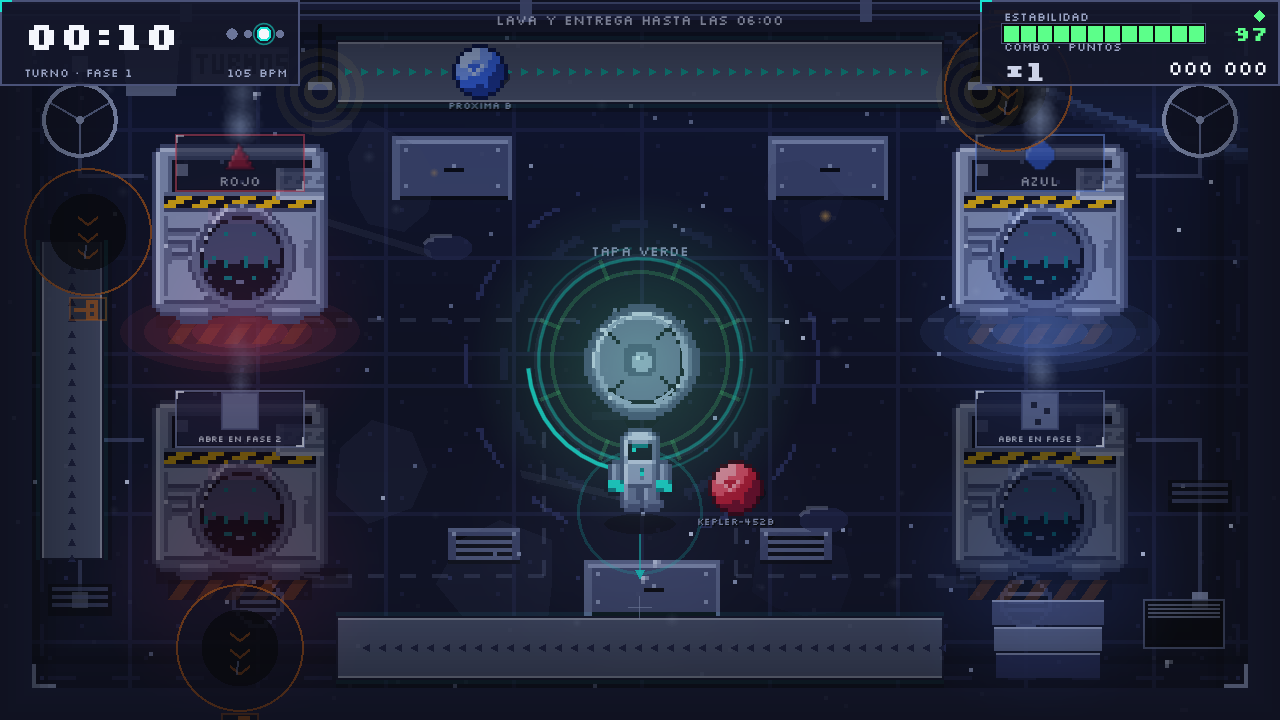 00:10
TURNO · FASE 1
105 BPM
LAVA Y ENTREGA HASTA LAS 06:00
ESTABILIDAD
97
COMBO · PUNTOS
x1
000 000
PROXIMA B
ROJO
AZUL
TAPA VERDE
ABRE EN FASE 2
ABRE EN FASE 3
KEPLER-452B